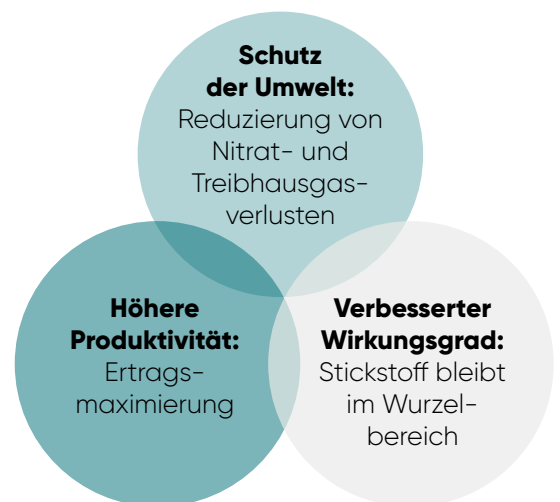 Schutz
der Umwelt:
Reduzierung von
Nitrat- und
Treibhausgas-
verlusten
Höhere
Produktivität:
Ertrags-
maximierung
Verbesserter
Wirkungsgrad:
Stickstoff bleibt
im Wurzel-
bereich